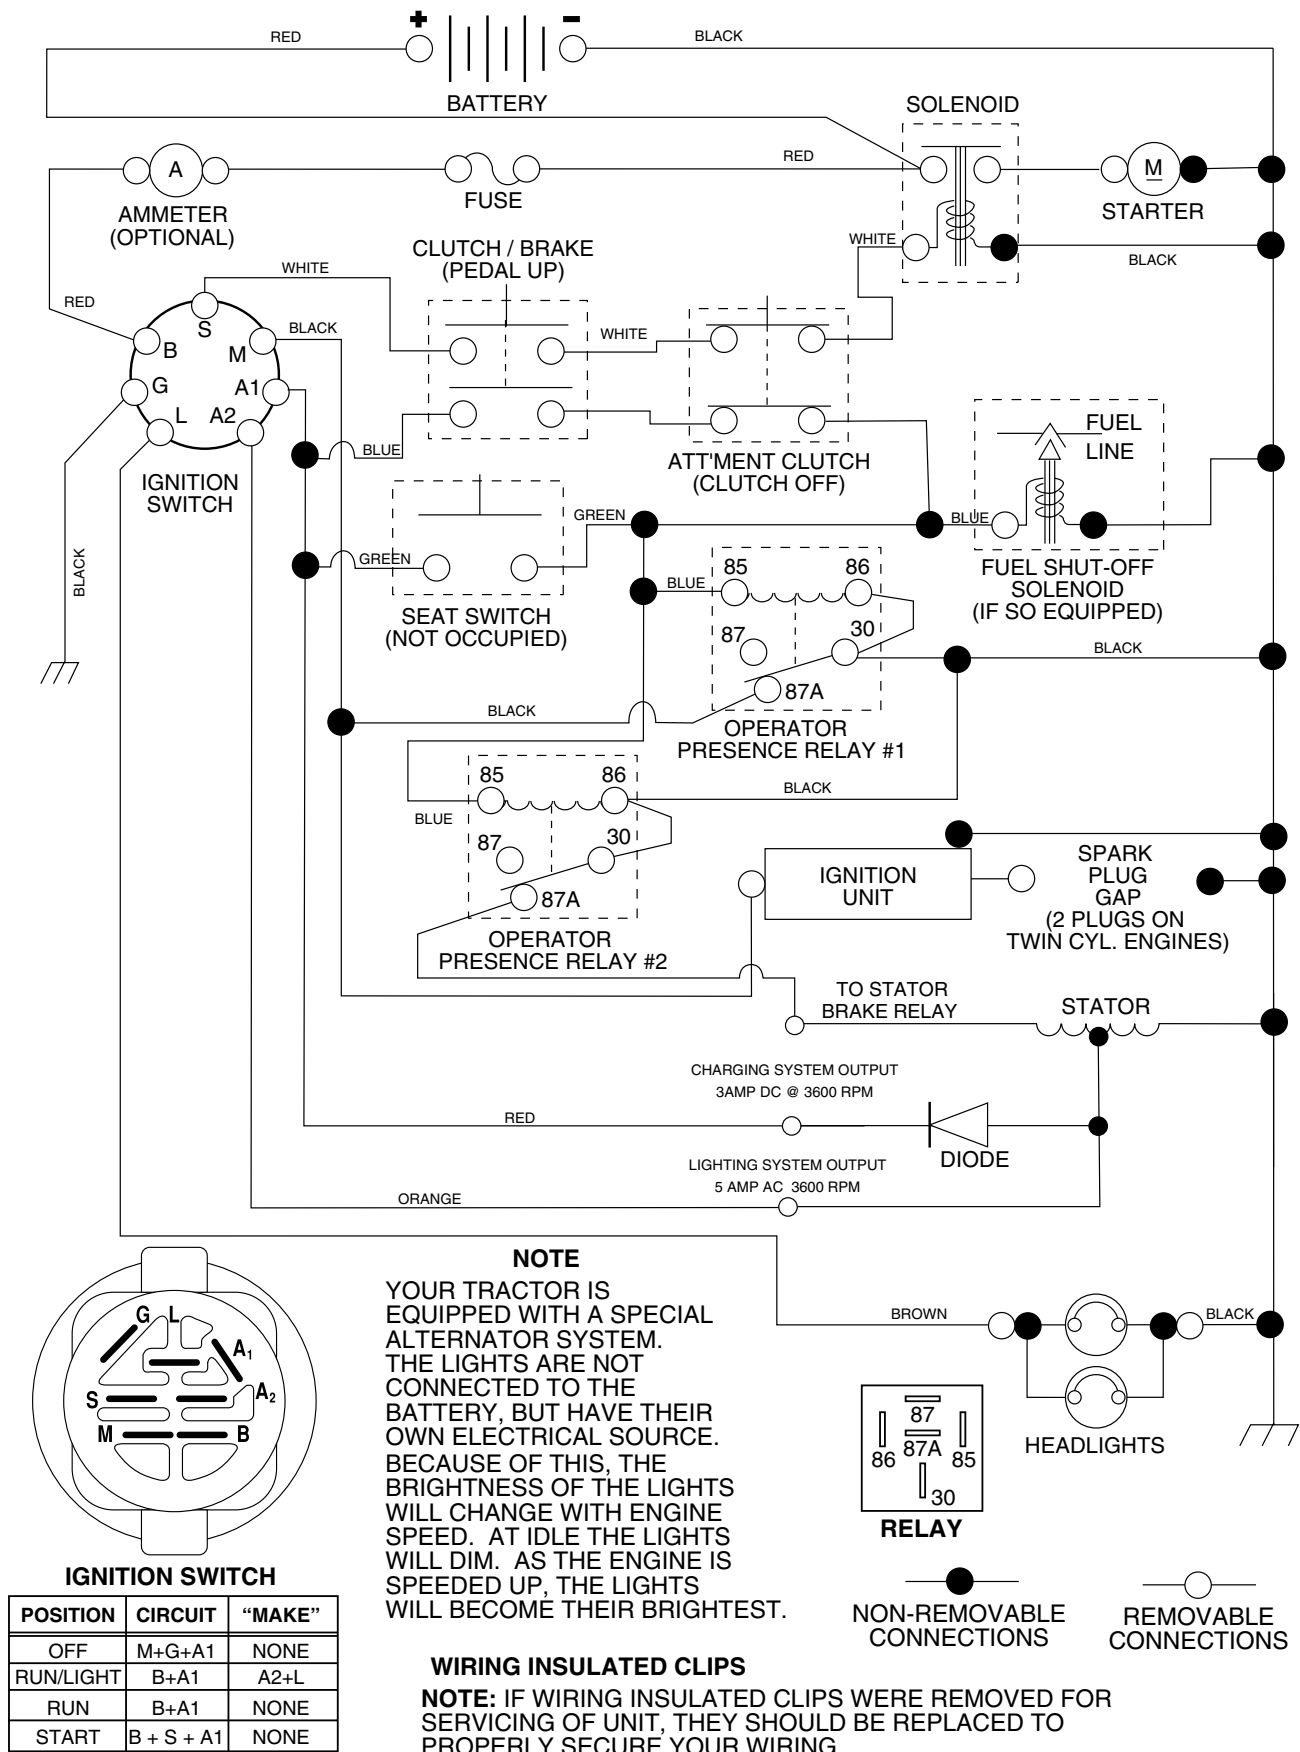 +
−
RED
BLACK
BATTERY
SOLENOID
A
RED
M
FUSE
STARTER
AMMETER
(OPTIONAL)
WHITE
CLUTCH / BRAKE
(PEDAL UP)
BLACK
WHITE
RED
S
BLACK
WHITE
B
M
G
A1
L
A2
BLUE
IGNITION
SWITCH
ATT'MENT CLUTCH
(CLUTCH OFF)
FUEL
LINE
GREEN
BLUE
GREEN
BLACK
SEAT SWITCH
(NOT OCCUPIED)
FUEL SHUT-OFF
SOLENOID
(IF SO EQUIPPED)
BLUE
85
86
87
30
87A
BLACK
BLACK
OPERATOR
PRESENCE RELAY #1
85
86
BLACK
BLUE
87
30
87A
OPERATOR
PRESENCE RELAY #2
IGNITION
UNIT
SPARK
PLUG
GAP
(2 PLUGS ON
TWIN CYL. ENGINES)
TO STATOR
BRAKE RELAY
STATOR
CHARGING SYSTEM OUTPUT
3AMP DC @ 3600 RPM
RED
DIODE
LIGHTING SYSTEM OUTPUT
5 AMP AC 3600 RPM
ORANGE
BROWN
BLACK
HEADLIGHTS
G
L
A1
S
A2
M
B
IGNITION SWITCH
NOTE
YOUR TRACTOR IS
EQUIPPED WITH A SPECIAL
ALTERNATOR SYSTEM.
THE LIGHTS ARE NOT
CONNECTED TO THE
BATTERY, BUT HAVE THEIR
OWN ELECTRICAL SOURCE.
BECAUSE OF THIS, THE
BRIGHTNESS OF THE LIGHTS
WILL CHANGE WITH ENGINE
SPEED. AT IDLE THE LIGHTS
WILL DIM. AS THE ENGINE IS
SPEEDED UP, THE LIGHTS
WILL BECOME THEIR BRIGHTEST.
87
86
87A
85
30
RELAY
NON-REMOVABLE
CONNECTIONS
REMOVABLE
CONNECTIONS
POSITION CIRCUIT “MAKE”
OFF M+G+A1 NONE
RUN/LIGHT B+A1 A2+L
RUN B+A1 NONE
START B + S + A1 NONE
WIRING INSULATED CLIPS
NOTE: IF WIRING INSULATED CLIPS WERE REMOVED FOR
SERVICING OF UNIT, THEY SHOULD BE REPLACED TO
PROPERLY SECURE YOUR WIRING